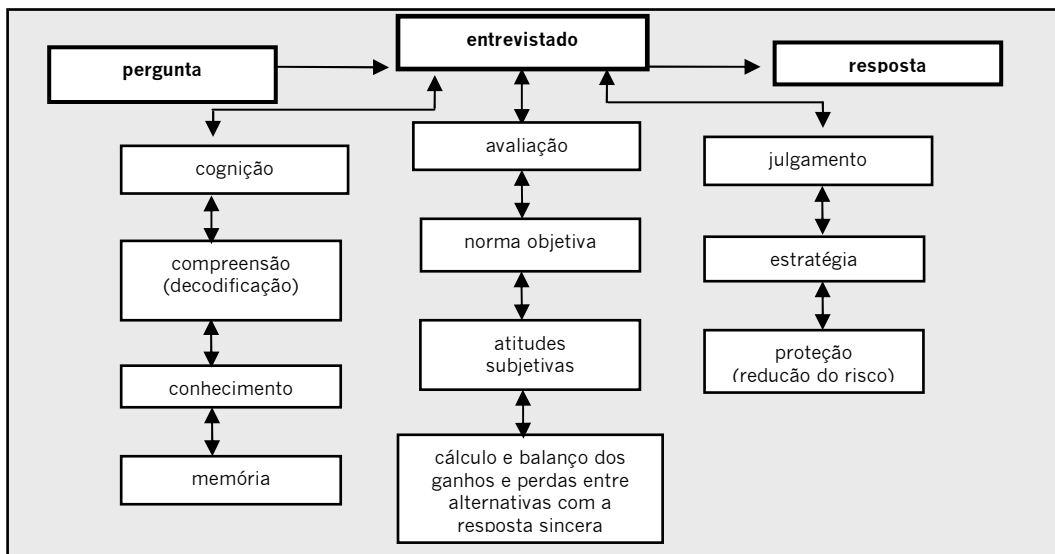 pergunta
entrevistado
resposta
cognição
compreensão
(decodificação)
conhecimento
memória
avaliação
norma objetiva
atitudes
subjetivas
cálculo e balanço dos
ganhos e perdas entre
alternativas com a
resposta sincera
julgamento
estratégia
proteção
(redução do risco)